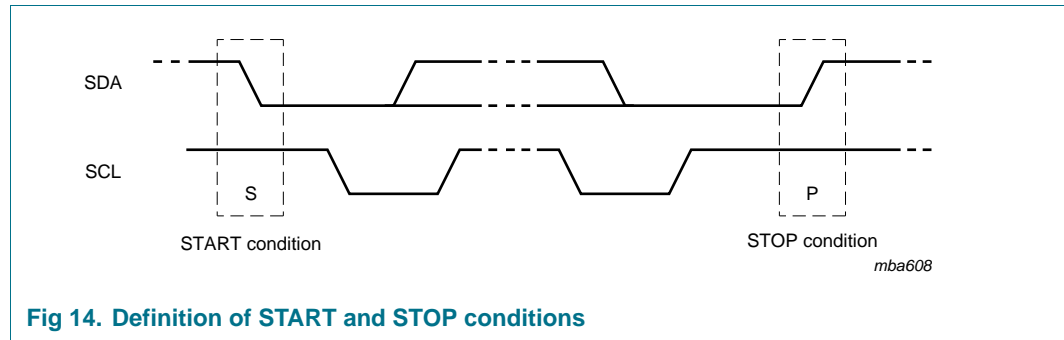 SDA
SCL
S
P
START condition
STOP condition
mba608
Fig 14. Definition of START and STOP conditions